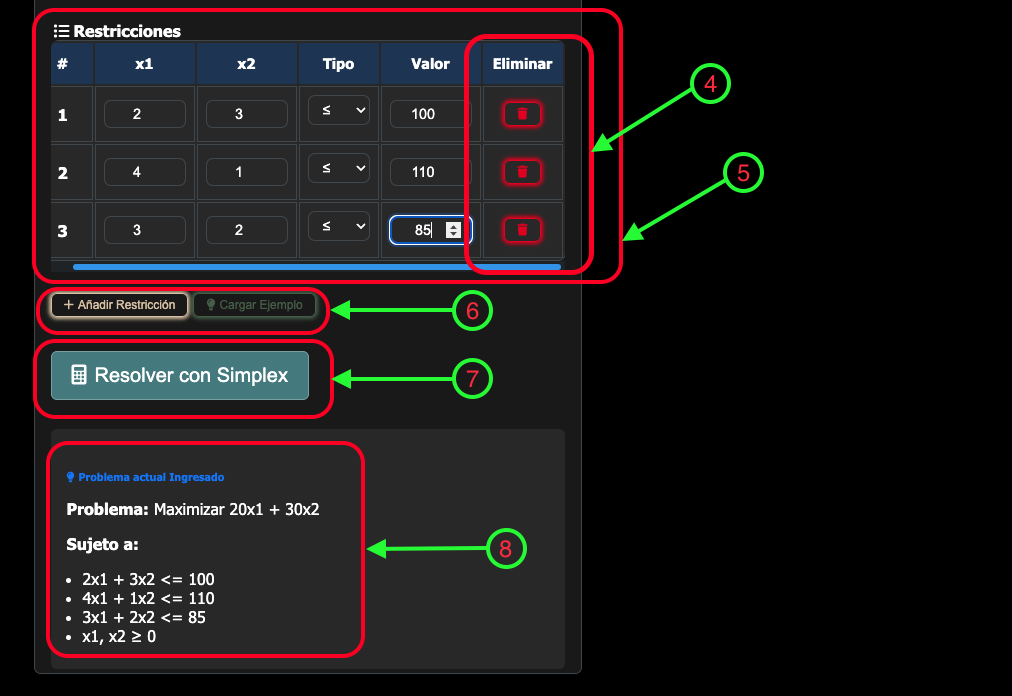 Restricciones
# x1 x2 Tipo Valor Eliminar
1 2 3 ≤ 100
2 4 1 ≤ 110
3 3 2 ≤ 85
4
5
+ Añadir Restricción Cargar Ejemplo
6
Resolver con Simplex
7
Problema actual Ingresado
Problema: Maximizar 20x1 + 30x2
Sujeto a:
8
• 2x1 + 3x2 <= 100
• 4x1 + 1x2 <= 110
• 3x1 + 2x2 <= 85
• x1, x2 ≥ 0